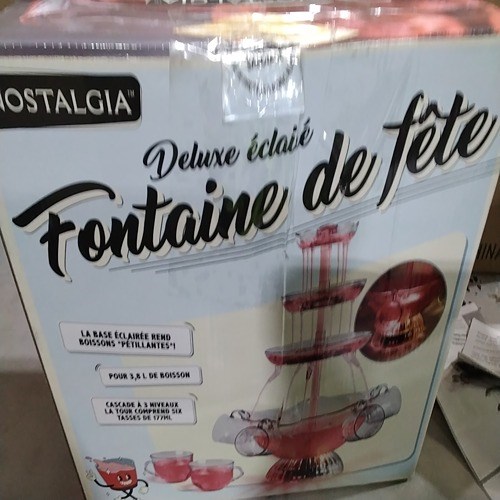 NOSTALGIA™
Deluxe éclairé
Fontaine de fête
LA BASE ÉCLAIRÉE REND
BOISSONS "PÉTILLANTES"!
POUR 3,8 L DE BOISSON
CASCADE À 3 NIVEAUX
LA TOUR COMPREND SIX
TASSES DE 177ML